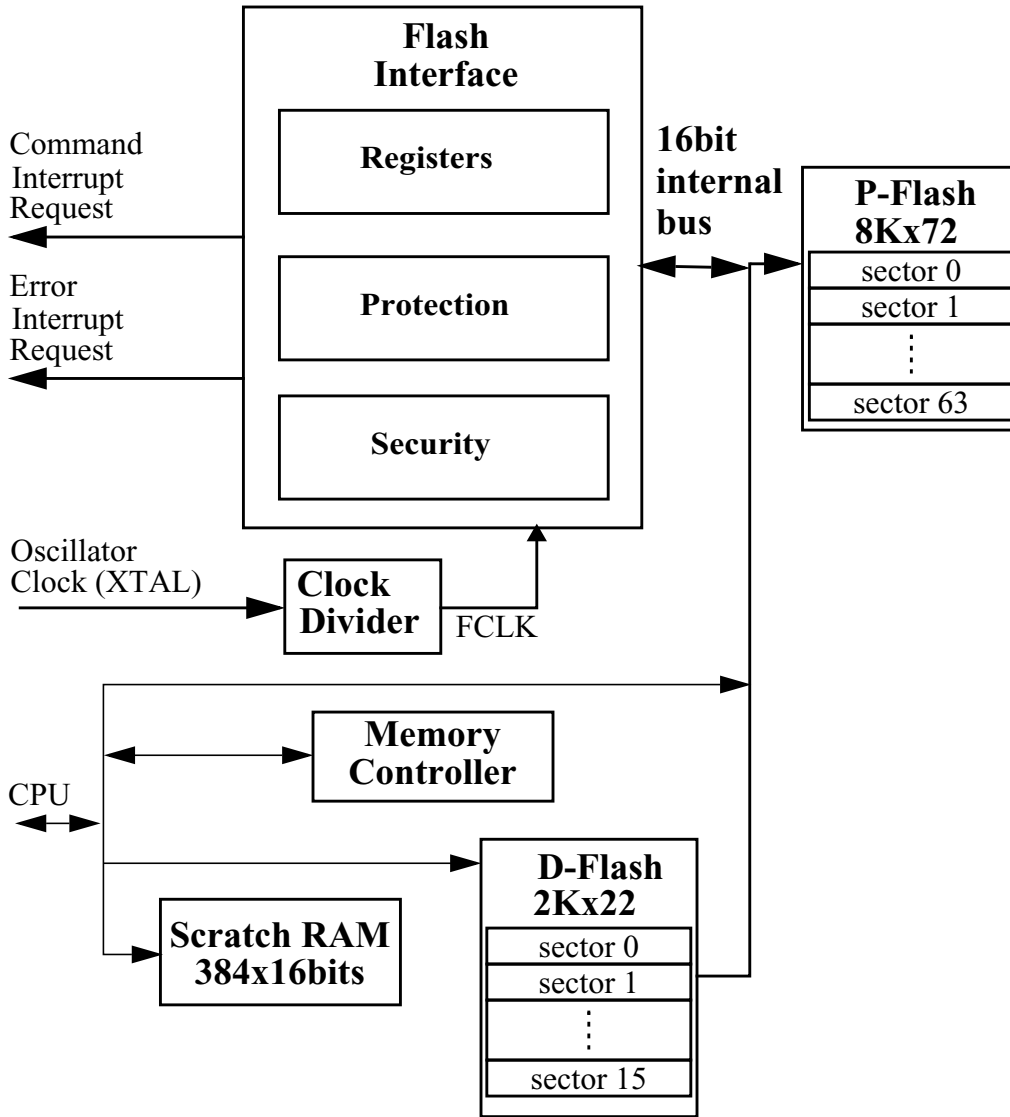 Flash
Interface
Registers
Protection
Security
Command
Interrupt
Request
Error
Interrupt
Request
16bit
internal
bus
P-Flash
8Kx72
sector 0
sector 1
sector 63
Oscillator
Clock (XTAL)
Clock
Divider
FCLK
Memory
Controller
CPU
D-Flash
2Kx22
sector 0
sector 1
sector 15
Scratch RAM
384x16bits